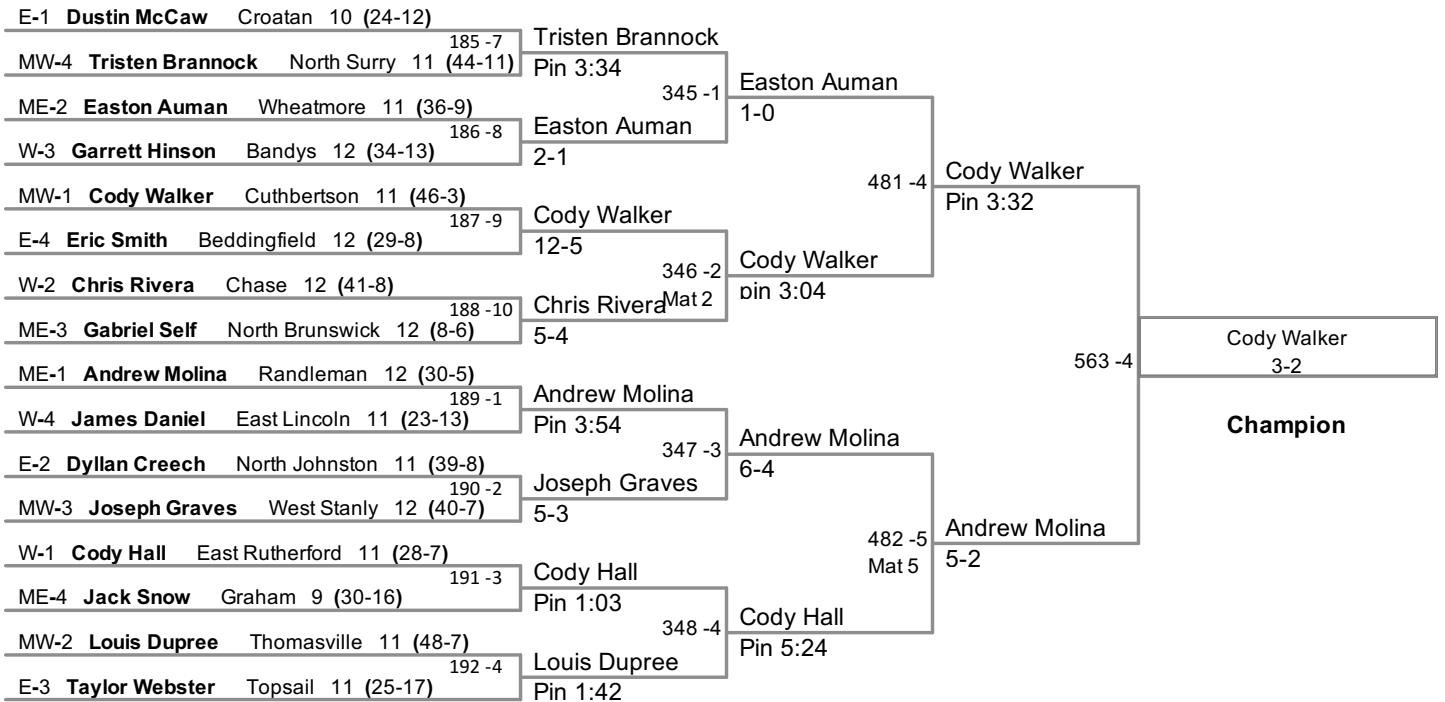 E-1 Dustin McCaw Croatan 10 (24-12)
185 -7
MW-4 Tristen Brannock North Surry 11 (44-11)
ME-2 Easton Auman Wheatmore 11 (36-9)
186 -8
W-3 Garrett Hinson Bandys 12 (34-13)
MW-1 Cody Walker Cuthbertson 11 (46-3)
187 -9
E-4 Eric Smith Beddingfield 12 (29-8)
W-2 Chris Rivera Chase 12 (41-8)
188 -10
ME-3 Gabriel Self North Brunswick 12 (8-6)
ME-1 Andrew Molina Randleman 12 (30-5)
189 -1
W-4 James Daniel East Lincoln 11 (23-13)
E-2 Dyllan Creech North Johnston 11 (39-8)
190 -2
MW-3 Joseph Graves West Stanly 12 (40-7)
W-1 Cody Hall East Rutherford 11 (28-7)
191 -3
ME-4 Jack Snow Graham 9 (30-16)
MW-2 Louis Dupree Thomasville 11 (48-7)
192 -4
E-3 Taylor Webster Topsail 11 (25-17)
Tristen Brannock
Pin 3:34
345 -1
Easton Auman
2-1
Cody Walker
12-5
346 -2
Mat 2
Chris Rivera
5-4
Andrew Molina
Pin 3:54
347 -3
Joseph Graves
5-3
Cody Hall
Pin 1:03
348 -4
Louis Dupree
Pin 1:42
Easton Auman
1-0
481 -4
Cody Walker
pin 3:04
Andrew Molina
6-4
482 -5
Mat 5
Cody Hall
Pin 5:24
Cody Walker
Pin 3:32
563 -4
Andrew Molina
5-2
Cody Walker
3-2
Champion